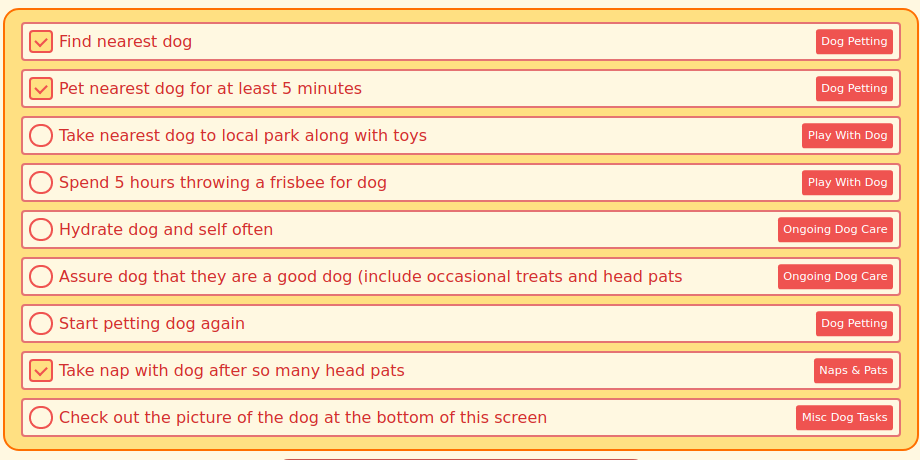 Find nearest dog Dog Petting
Pet nearest dog for at least 5 minutes Dog Petting
Take nearest dog to local park along with toys Play With Dog
Spend 5 hours throwing a frisbee for dog Play With Dog
Hydrate dog and self often Ongoing Dog Care
Assure dog that they are a good dog (include occasional treats and head pats Ongoing Dog Care
Start petting dog again Dog Petting
Take nap with dog after so many head pats Naps & Pats
Check out the picture of the dog at the bottom of this screen Misc Dog Tasks